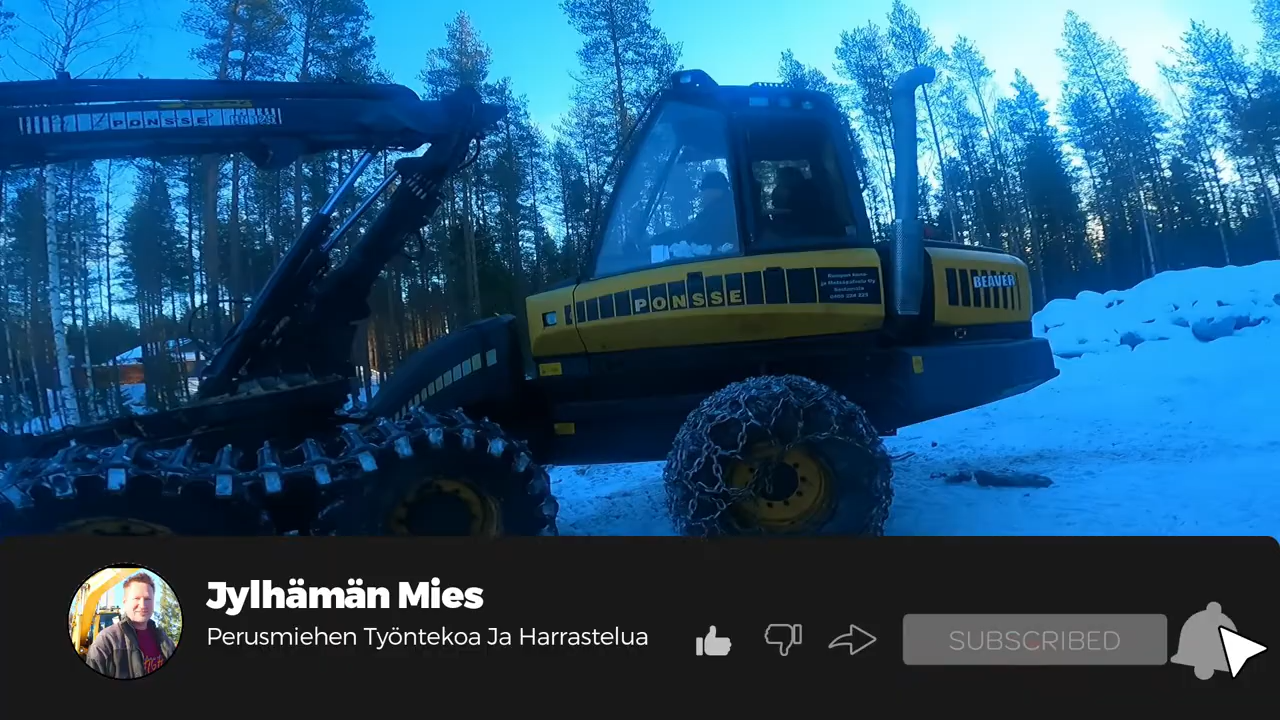 PONSSE
PONSSE
BEAVER
Jylhämän Mies
Perusmiehen Työntekoa Ja Harrastelua
SUBSCRIBED